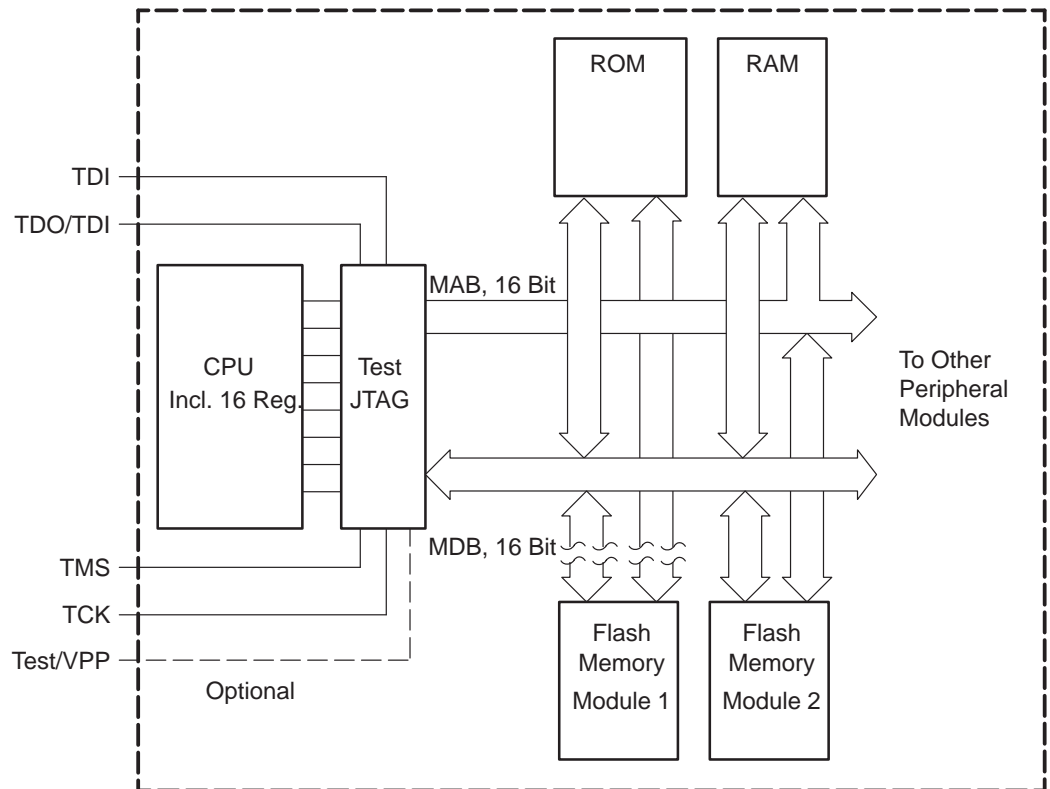 ROM
RAM
TDI
TDO/TDI
MAB, 16 Bit
CPU
Incl. 16 Reg.
Test
JTAG
To Other
Peripheral
Modules
MDB, 16 Bit
TMS
TCK
Test/VPP
Optional
Flash
Memory
Module 1
Flash
Memory
Module 2